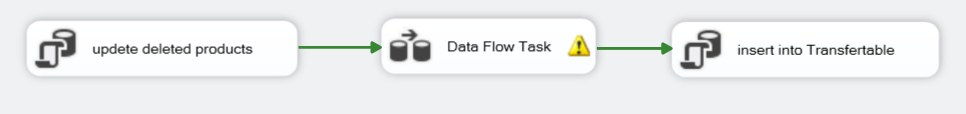 updete deleted products
Data Flow Task
insert into Transfertable